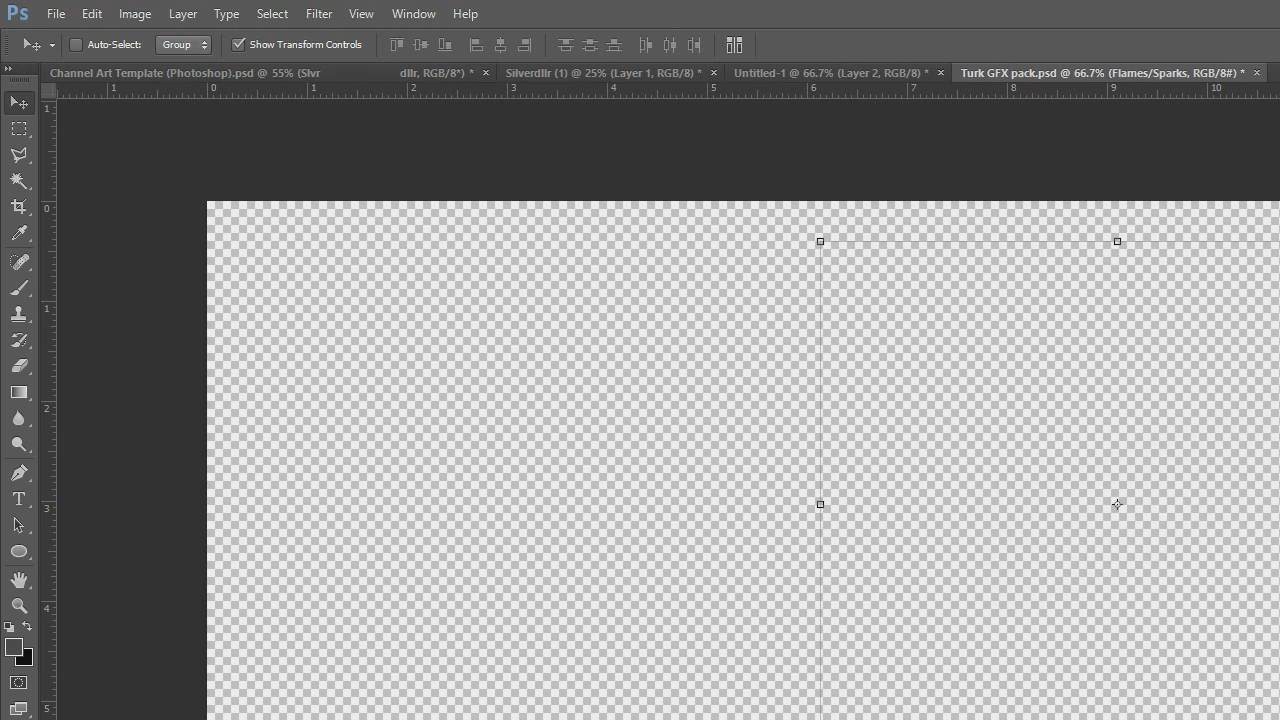 Ps File Edit Image Layer Type Select Filter View Window Help
Auto-Select: Group Show Transform Controls
Channel Art Template (Photoshop).psd @ 55% (Slvr dllr, RGB/8*) * × Silverdllr (1) @ 25% (Layer 1, RGB/8) * × Untitled-1 @ 66.7% (Layer 2, RGB/8) * × Turk GFX pack.psd @ 66.7% (Flames/Sparks, RGB/8#) * ×
1 0 1 2 3 4 5 6 7 8 9 10
1
0
1
2
3
4
5